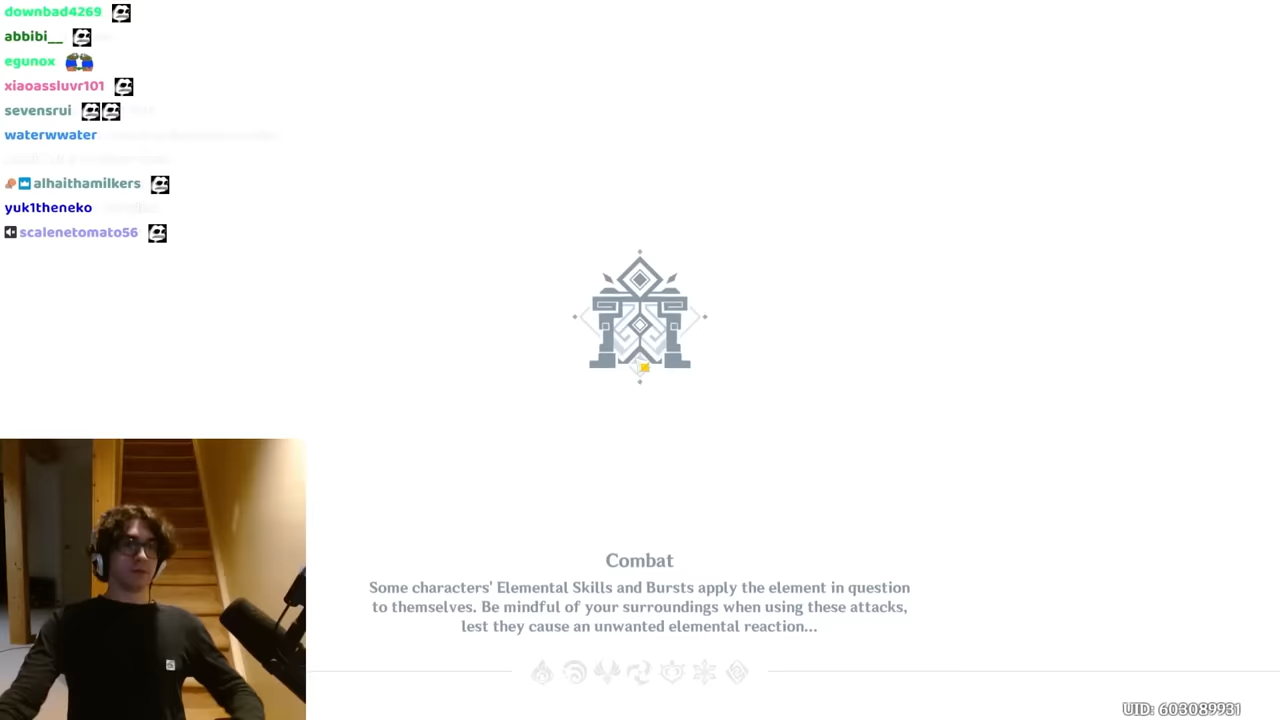 downbad4269
abbibi__
egunox
xiaoassluvr101
sevensrui
waterwwater
alhaithamilkers
yuk1theneko
scalenetomato56
Combat
Some characters' Elemental Skills and Bursts apply the element in question
to themselves. Be mindful of your surroundings when using these attacks,
lest they cause an unwanted elemental reaction...
UID: 603089931